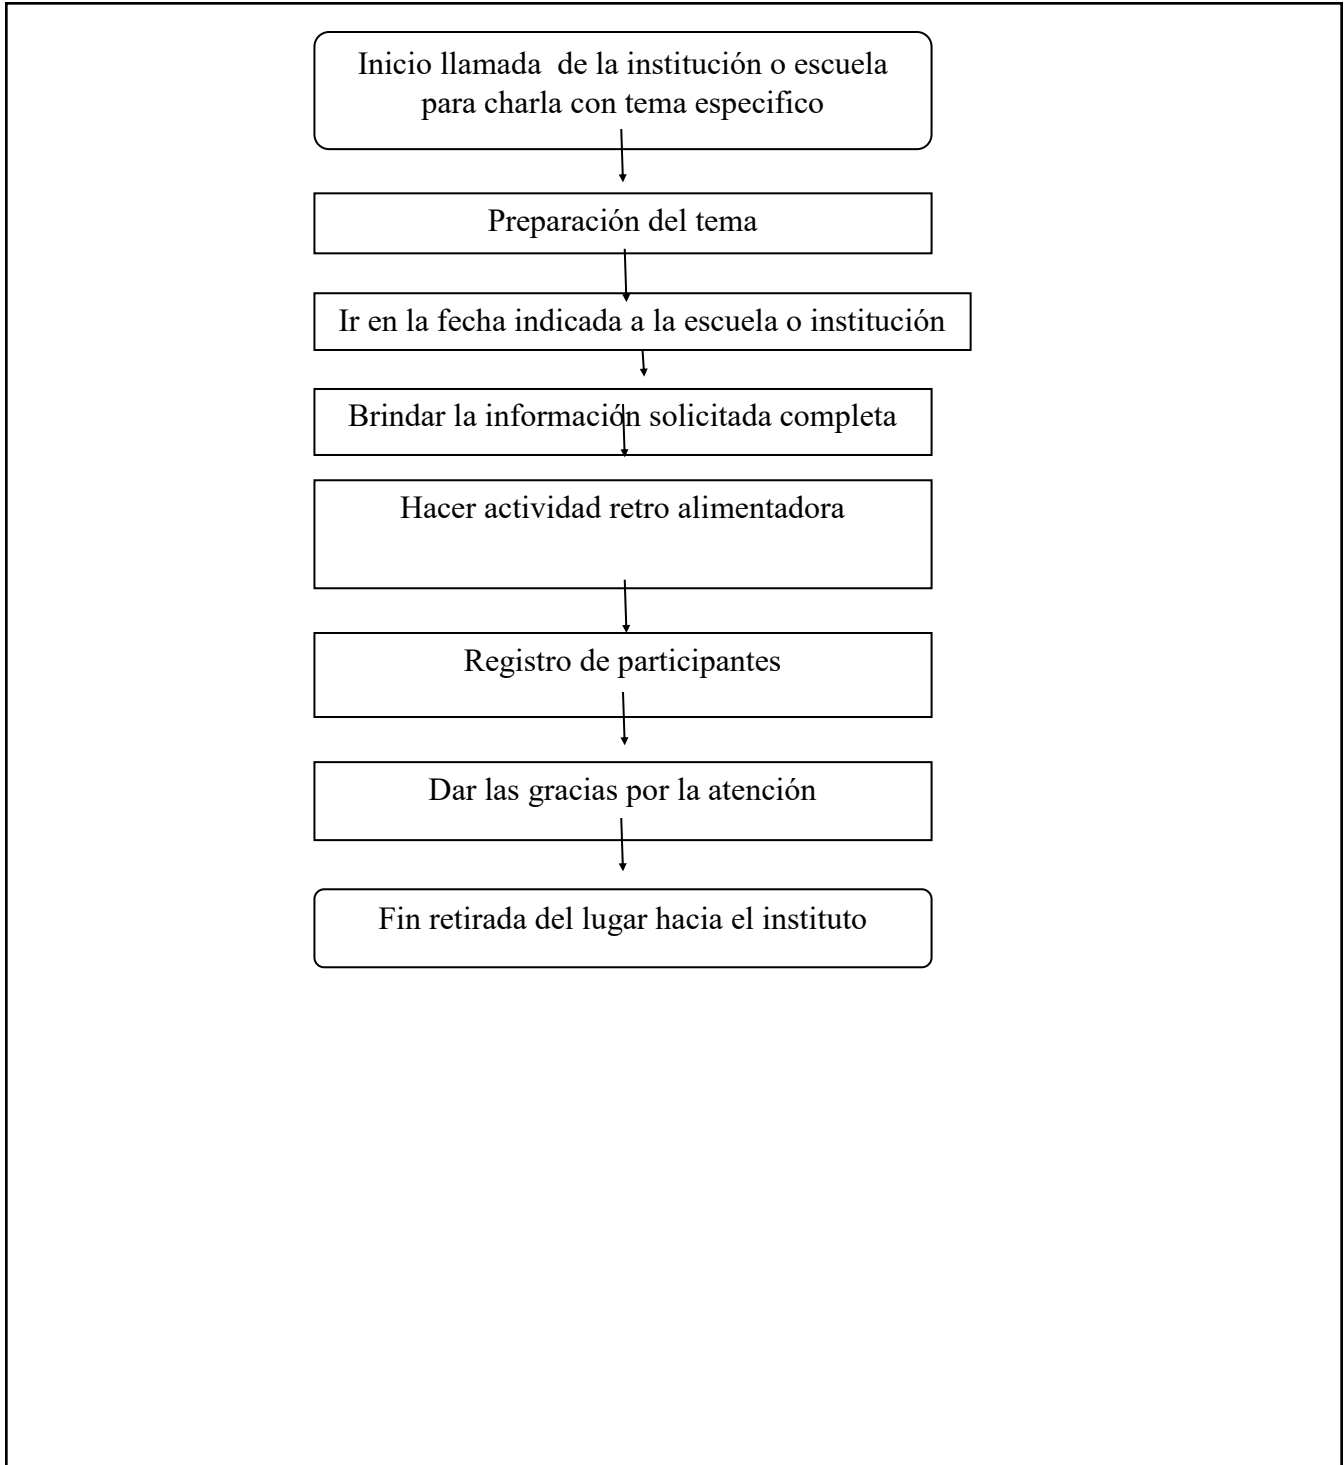 Inicio llamada  de la institución o escuela
para charla con tema especifico
Preparación del tema
Ir en la fecha indicada a la escuela o institución
Brindar la información solicitada completa
Hacer actividad retro alimentadora
Registro de participantes
Dar las gracias por la atención
Fin retirada del lugar hacia el instituto